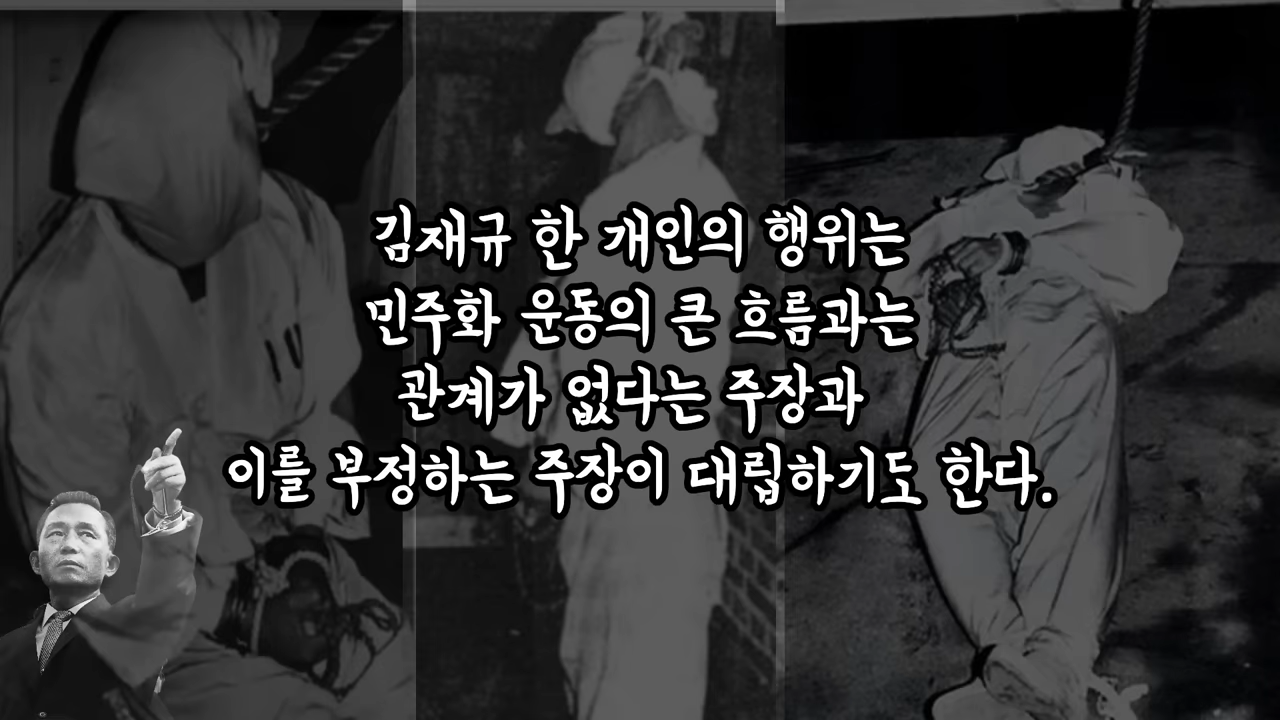 김재규 한 개인의 행위는
민주화 운동의 큰 흐름과는
관계가 없다는 주장과
이를 부정하는 주장이 대립하기도 한다.